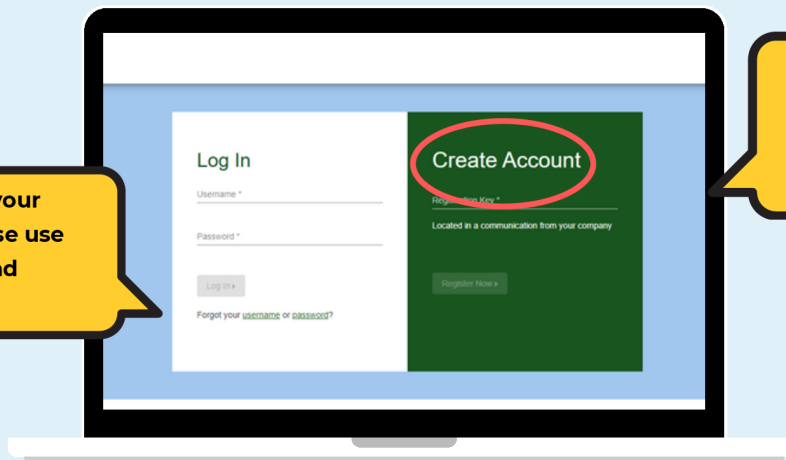 Log In
Username *
Password *
Log In
Forgot your username or password?
Create Account
Registration Key *
Located in a communication from your company
Register Now
your
se use
nd